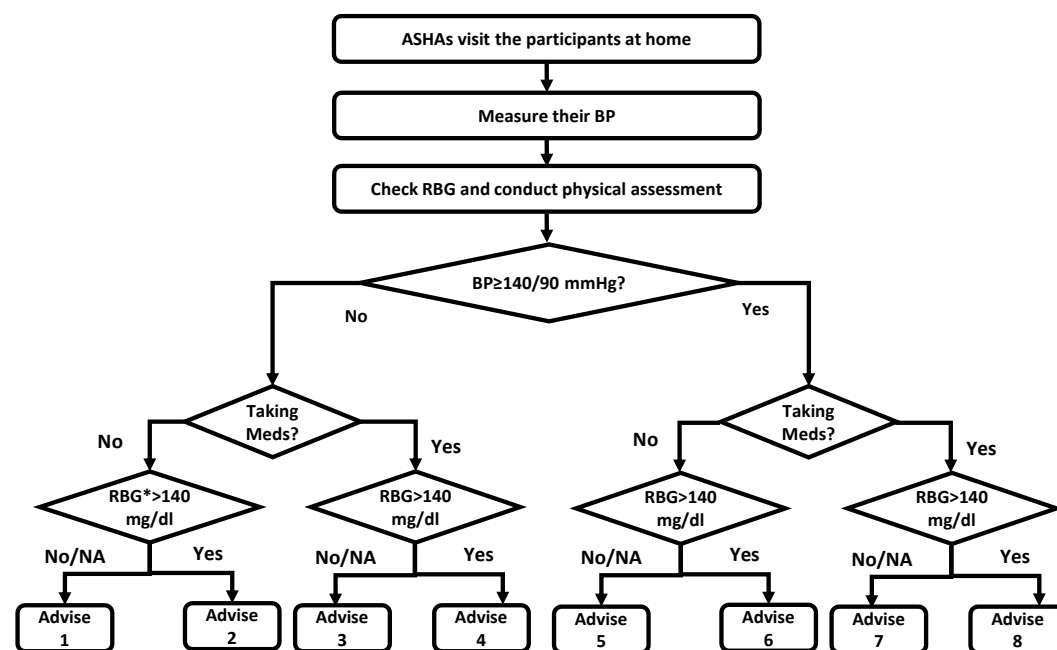 ASHAs visit the participants at home
Measure their BP
Check RBG and conduct physical assessment
BP≥140/90 mmHg?
No
Yes
Taking
Meds?
Taking
Meds?
No
Yes
No
Yes
RBG*>140
mg/dl
RBG>140
mg/dl
RBG>140
mg/dl
RBG>140
mg/dl
No/NA
Yes
No/NA
Yes
No/NA
Yes
No/NA
Yes
Advise
1
Advise
2
Advise
3
Advise
4
Advise
5
Advise
6
Advise
7
Advise
8